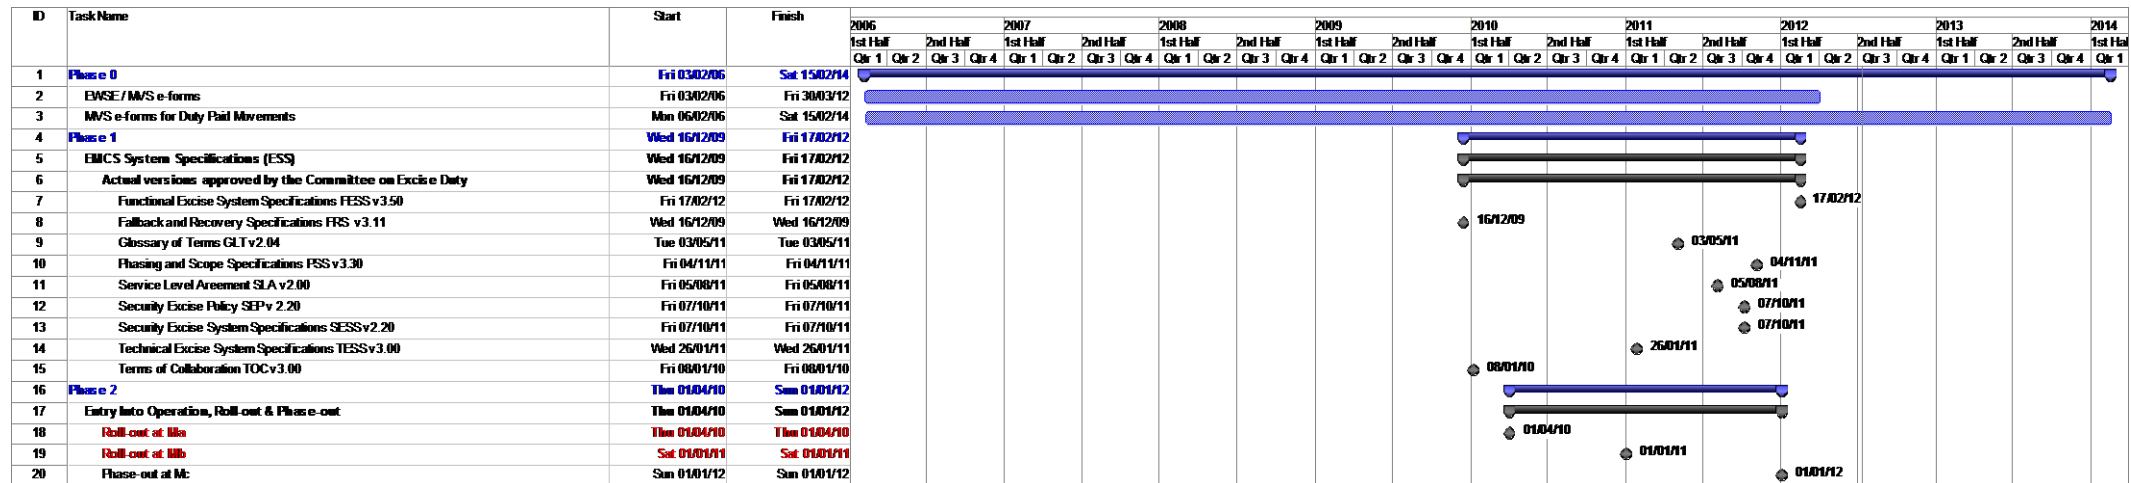 ID Task Name Start Finish
2006 2007 2008 2009 2010 2011 2012 2013 2014
1st Half 2nd Half 1st Half 2nd Half 1st Half 2nd Half 1st Half 2nd Half 1st Half 2nd Half 1st Half 2nd Half 1st Half 2nd Half 1st Half 2nd Half 1st Hal
Qtr 1 Qtr 2 Qtr 3 Qtr 4 Qtr 1 Qtr 2 Qtr 3 Qtr 4 Qtr 1 Qtr 2 Qtr 3 Qtr 4 Qtr 1 Qtr 2 Qtr 3 Qtr 4 Qtr 1 Qtr 2 Qtr 3 Qtr 4 Qtr 1 Qtr 2 Qtr 3 Qtr 4 Qtr 1 Qtr 2 Qtr 3 Qtr 4 Qtr 1 Qtr 2 Qtr 3 Qtr 4 Qtr 1
1 Phase 0 Fri 03/02/06 Sat 15/02/14
2 EWSE / MVS e-forms Fri 03/02/06 Fri 30/03/12
3 MVS e-forms for Duty Paid Movements Mon 06/02/06 Sat 15/02/14
4 Phase 1 Wed 16/12/09 Fri 17/02/12
5 EMCS System Specifications (ESS) Wed 16/12/09 Fri 17/02/12
6 Actual versions approved by the Committee on Excise Duty Wed 16/12/09 Fri 17/02/12
7 Functional Excise System Specifications FESS v3.50 Fri 17/02/12 Fri 17/02/12 17/02/12
8 Fallback and Recovery Specifications FRS v3.11 Wed 16/12/09 Wed 16/12/09 16/12/09
9 Glossary of Terms GLT v2.04 Tue 03/05/11 Tue 03/05/11 03/05/11
10 Phasing and Scope Specifications PSS v3.30 Fri 04/11/11 Fri 04/11/11 04/11/11
11 Service Level Areement SLA v2.00 Fri 05/08/11 Fri 05/08/11 05/08/11
12 Security Excise Policy SEP v 2.20 Fri 07/10/11 Fri 07/10/11 07/10/11
13 Security Excise System Specifications SESS v2.20 Fri 07/10/11 Fri 07/10/11 07/10/11
14 Technical Excise System Specifications TESS v3.00 Wed 26/01/11 Wed 26/01/11 26/01/11
15 Terms of Collaboration TOC v3.00 Fri 08/01/10 Fri 08/01/10 08/01/10
16 Phase 2 Thu 01/04/10 Sun 01/01/12
17 Entry Into Operation, Roll-out & Phase-out Thu 01/04/10 Sun 01/01/12
18 Roll-out at Ma Thu 01/04/10 Thu 01/04/10 01/04/10
19 Roll-out at Mb Sat 01/01/11 Sat 01/01/11 01/01/11
20 Phase-out at Mc Sun 01/01/12 Sun 01/01/12 01/01/12